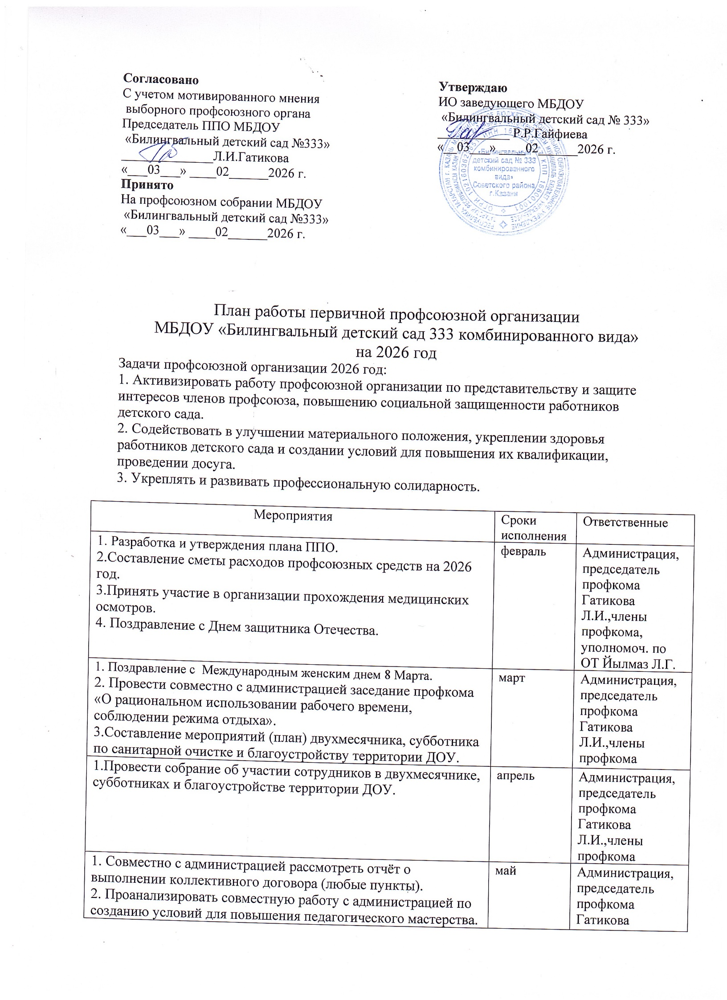 Согласовано
С учетом мотивированного мнения
выборного профсоюзного органа
Председатель ППО МБДОУ
«Билингвальный детский сад №333»
______________Л.И.Гатикова
«___03___» ____02______2026 г.
Принято
На профсоюзном собрании МБДОУ
«Билингвальный детский сад №333»
«___03___» ____02______2026 г.
Утверждаю
ИО заведующего МБДОУ
«Билингвальный детский сад № 333»
___________ Р.Р.Гайфиева
«__03___» ____02______2026 г.
«Билингвальный
детский сад № 333
комбинированного
вида»
Советского района
г.Казани
План работы первичной профсоюзной организации
МБДОУ «Билингвальный детский сад 333 комбинированного вида»
на 2026 год
Задачи профсоюзной организации 2026 год:
1. Активизировать работу профсоюзной организации по представительству и защите
интересов членов профсоюза, повышению социальной защищенности работников
детского сада.
2. Содействовать в улучшении материального положения, укреплении здоровья
работников детского сада и создании условий для повышения их квалификации,
проведении досуга.
3. Укреплять и развивать профессиональную солидарность.
Мероприятия
Сроки
исполнения
Ответственные
1. Разработка и утверждения плана ППО.
2.Составление сметы расходов профсоюзных средств на 2026
год.
3.Принять участие в организации прохождения медицинских
осмотров.
4. Поздравление с Днем защитника Отечества.
февраль
Администрация,
председатель
профкома
Гатикова
Л.И.,члены
профкома,
уполномоч. по
ОТ Йылмаз Л.Г.
1. Поздравление с  Международным женским днем 8 Марта.
2. Провести совместно с администрацией заседание профкома
«О рациональном использовании рабочего времени,
соблюдении режима отдыха».
3.Составление мероприятий (план) двухмесячника, субботника
по санитарной очистке и благоустройству территории ДОУ.
март
Администрация,
председатель
профкома
Гатикова
Л.И.,члены
профкома
1.Провести собрание об участии сотрудников в двухмесячнике,
субботниках и благоустройстве территории ДОУ.
апрель
Администрация,
председатель
профкома
Гатикова
Л.И.,члены
профкома
1. Совместно с администрацией рассмотреть отчёт о
выполнении коллективного договора (любые пункты).
2. Проанализировать совместную работу с администрацией по
созданию условий для повышения педагогического мастерства.
май
Администрация,
председатель
профкома
Гатикова